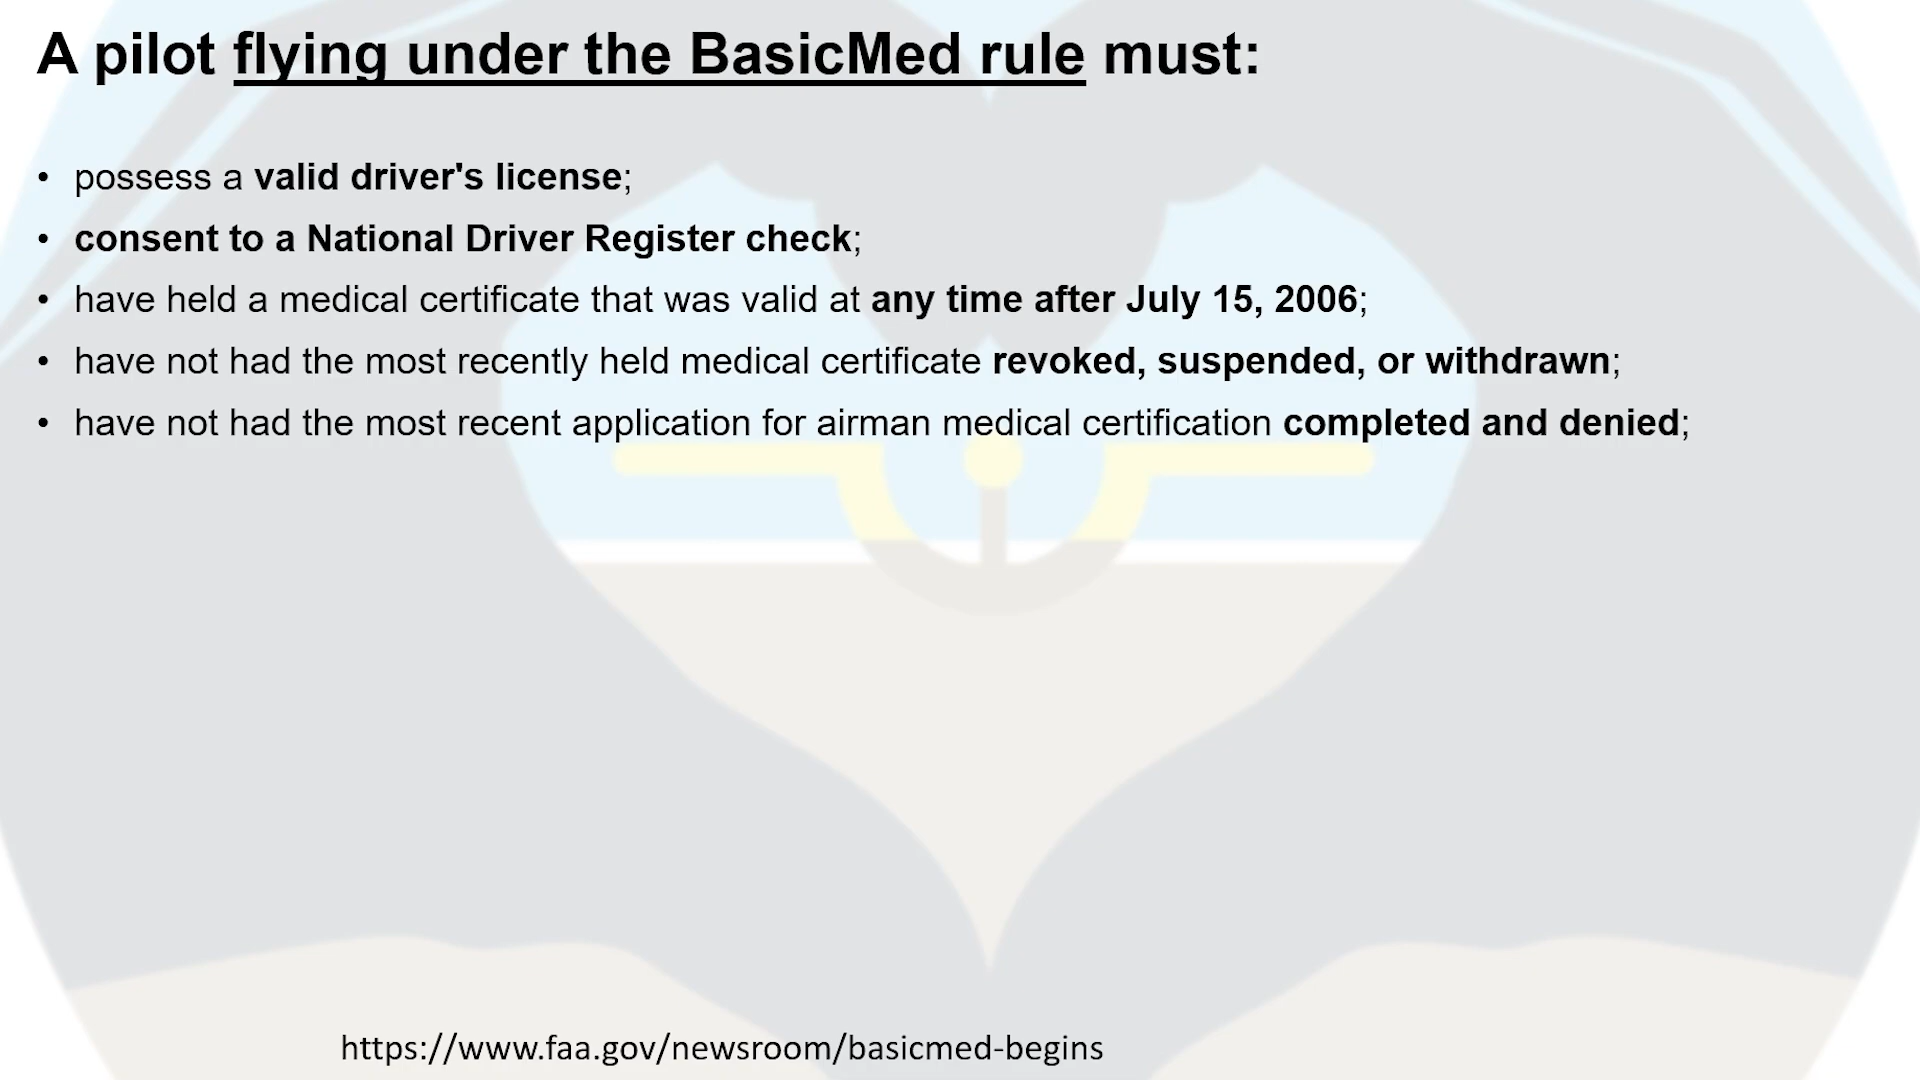 A pilot flying under the BasicMed rule must:
• possess a valid driver's license;
• consent to a National Driver Register check;
• have held a medical certificate that was valid at any time after July 15, 2006;
• have not had the most recently held medical certificate revoked, suspended, or withdrawn;
• have not had the most recent application for airman medical certification completed and denied;
https://www.faa.gov/newsroom/basicmed-begins